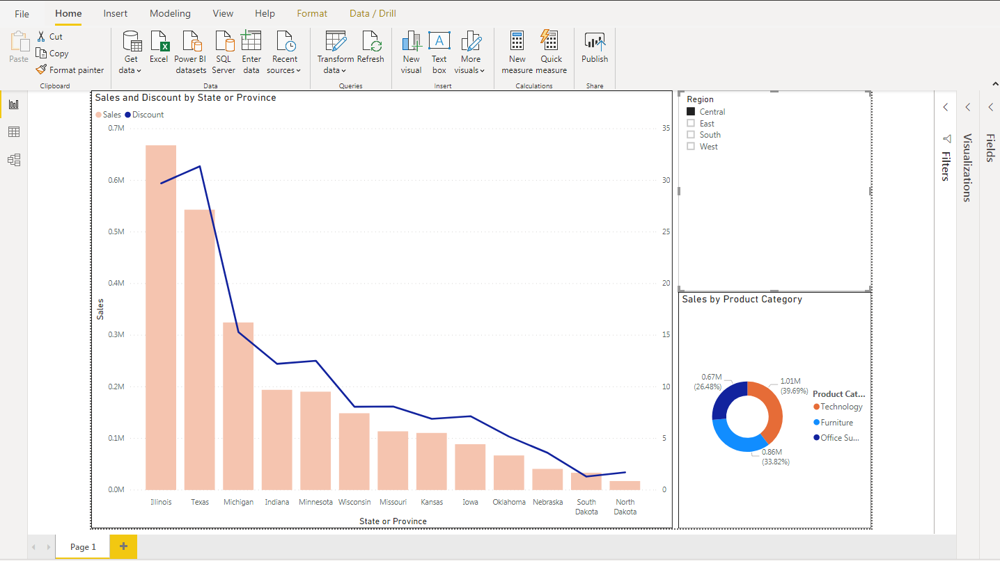 File Home Insert Modeling View Help Format Data / Drill
Paste
Cut
Copy
Format painter
Clipboard
Get data
Excel
Power BI datasets
SQL Server
Enter data
Recent sources
Data
Transform data
Refresh
Queries
New visual
Text box
More visuals
Insert
New measure
Quick measure
Calculations
Publish
Share
Sales and Discount by State or Province
Sales Discount
0.7M
0.6M
0.5M
0.4M
0.3M
0.2M
0.1M
0.0M
Sales
35
30
25
20
15
10
5
0
Illinois Texas Michigan Indiana Minnesota Wisconsin Missouri Kansas Iowa Oklahoma Nebraska South Dakota North Dakota
State or Province
Region
Central
East
South
West
Sales by Product Category
0.67M
(26.48%)
1.01M
(39.69%)
0.86M
(33.82%)
Product Cat...
Technology
Furniture
Office Su...
Filters
Visualizations
Fields
Page 1